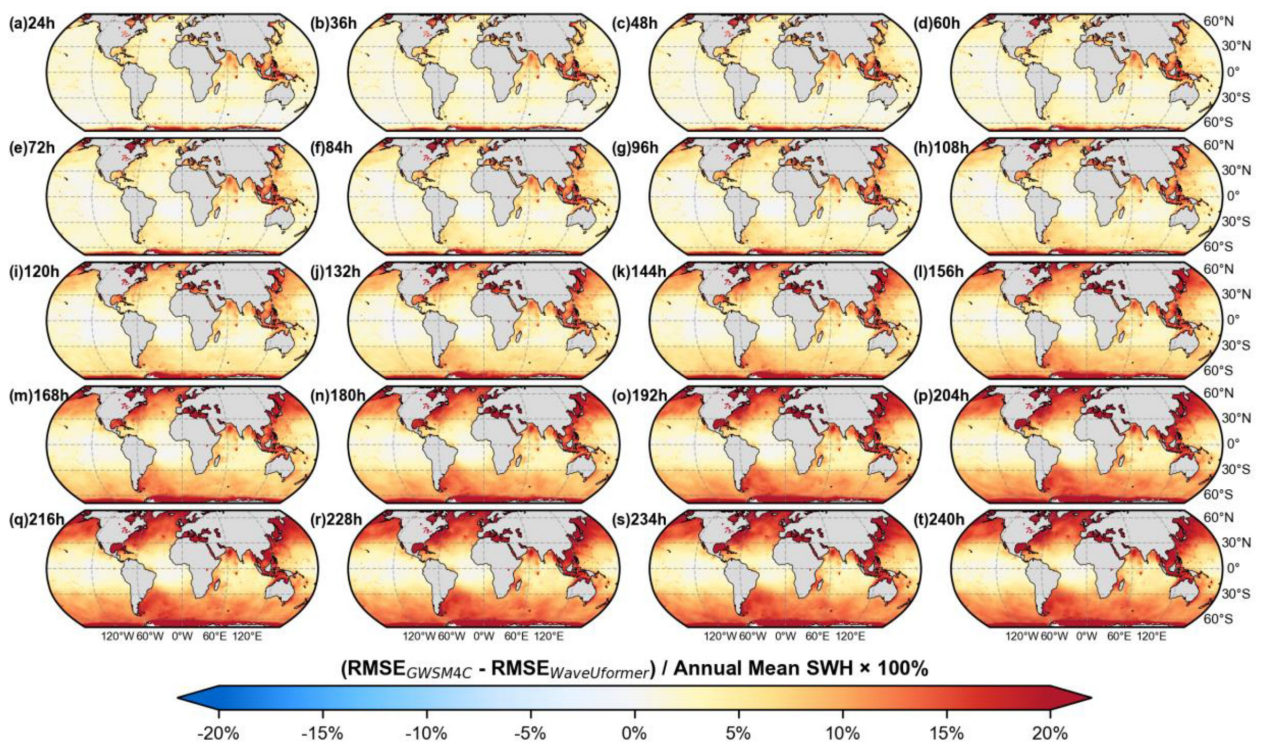 (a)24h (b)36h (c)48h (d)60h 60°N
30°N
0°
30°S
60°S
(e)72h (f)84h (g)96h (h)108h 60°N
30°N
0°
30°S
60°S
(i)120h (j)132h (k)144h (l)156h 60°N
30°N
0°
30°S
60°S
(m)168h (n)180h (o)192h (p)204h 60°N
30°N
0°
30°S
60°S
(q)216h (r)228h (s)234h (t)240h 60°N
30°N
0°
30°S
60°S
120°W 60°W 0°W 60°E 120°E 120°W 60°W 0°W 60°E 120°E 120°W 60°W 0°W 60°E 120°E 120°W 60°W 0°W 60°E 120°E
(RMSE_GWSM4C - RMSE_WaveUformer) / Annual Mean SWH × 100%
-20% -15% -10% -5% 0% 5% 10% 15% 20%